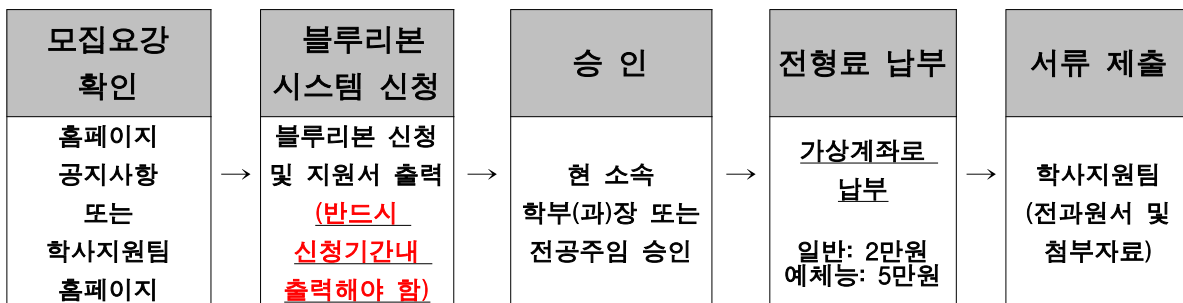 모집요강
확인
홈페이지
공지사항
또는
학사지원팀
홈페이지
→
블루리본
시스템 신청
블루리본 신청
및 지원서 출력
(반드시
신청기간내
출력해야 함)
→
승 인
현 소속
학부(과)장 또는
전공주임 승인
→
전형료 납부
가상계좌로
납부
일반: 2만원
예체능: 5만원
→
서류 제출
학사지원팀
(전과원서 및
첨부자료)